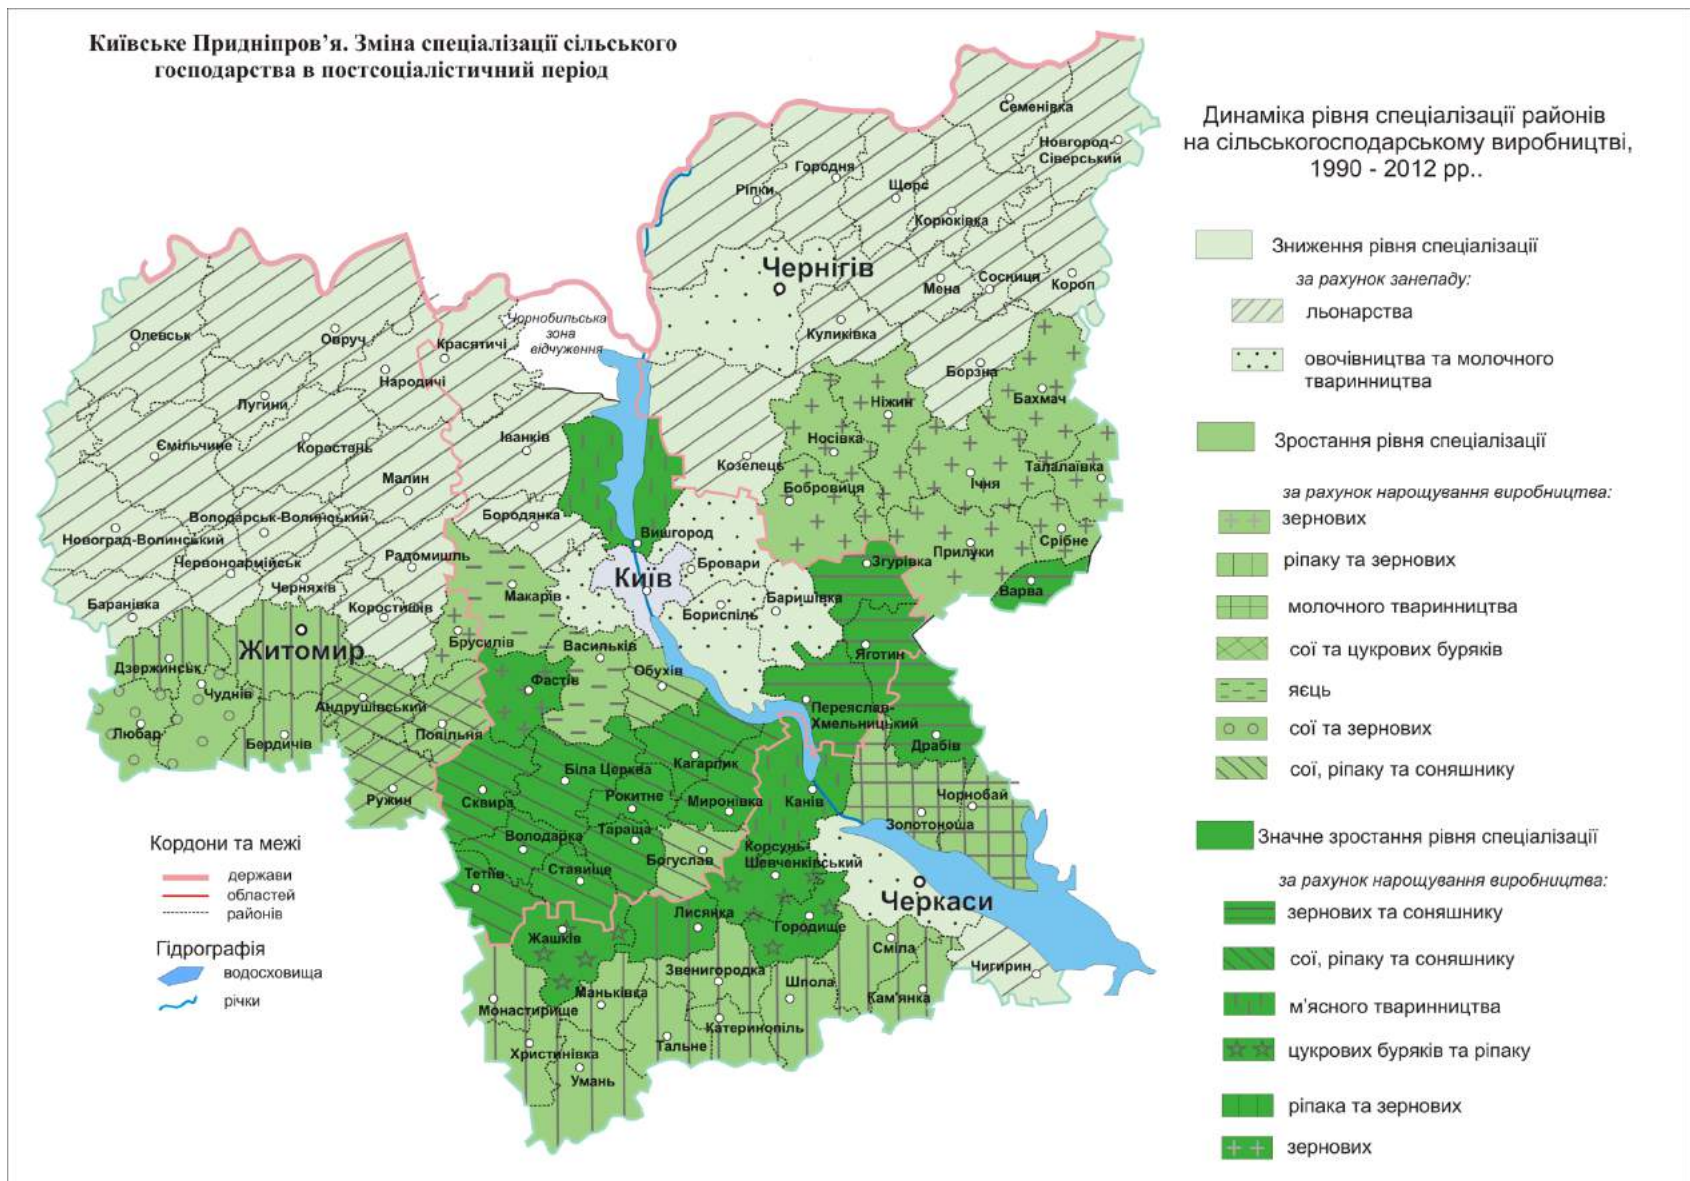 Київське Придніпров’я. Зміна спеціалізації сільського
господарства в постсоціалістичний період
Динаміка рівня спеціалізації районів
на сільськогосподарському виробництві,
1990 - 2012 рр..
Зниження рівня спеціалізації
за рахунок занепаду:
льонарства
овочівництва та молочного
тваринництва
Зростання рівня спеціалізації
за рахунок нарощування виробництва:
зернових
ріпаку та зернових
молочного тваринництва
сої та цукрових буряків
яєць
сої та зернових
сої, ріпаку та соняшнику
Значне зростання рівня спеціалізації
за рахунок нарощування виробництва:
зернових та соняшнику
сої, ріпаку та соняшнику
м'ясного тваринництва
цукрових буряків та ріпаку
ріпака та зернових
зернових
Кордони та межі
держави
областей
районів
Гідрографія
водосховища
річки
Семенівка
Новгород-
Сіверський
Городня
Ріпки
Щорс
Корюківка
Чернігів
Мена
Сосниця
Короп
Куликівка
Борзна
Бахмач
Ніжин
Носівка
Талалаївка
Ічня
Козелець
Бобровиця
Срібне
Прилуки
Варва
Чорнобильська
зона
відчуження
Олевськ
Овруч
Красятичі
Народичі
Лугини
Ємільчине
Коростень
Малин
Іванків
Бородянка
Володарськ-Волинський
Новоград-Волинський
Червоноармійськ
Радомишль
Черняхів
Баранівка
Коростишів
Житомир
Брусилів
Дзержинськ
Чуднів
Любар
Бердичів
Андрушівський
Попільня
Ружин
Вишгород
Київ
Бровари
Бориспіль
Баришівка
Згурівка
Яготин
Макарів
Васильків
Обухів
Фастів
Переяслав-
Хмельницький
Драбів
Кагарлик
Біла Церква
Рокитне
Миронівка
Сквира
Володарка
Тараща
Богуслав
Тетіїв
Ставище
Канів
Корсунь-
Шевченківський
Чорнобай
Золотоноша
Черкаси
Лисянка
Городище
Жашків
Сміла
Чигирин
Звенигородка
Шпола
Кам'янка
Маньківка
Монастирище
Катеринопіль
Тальне
Христинівка
Умань